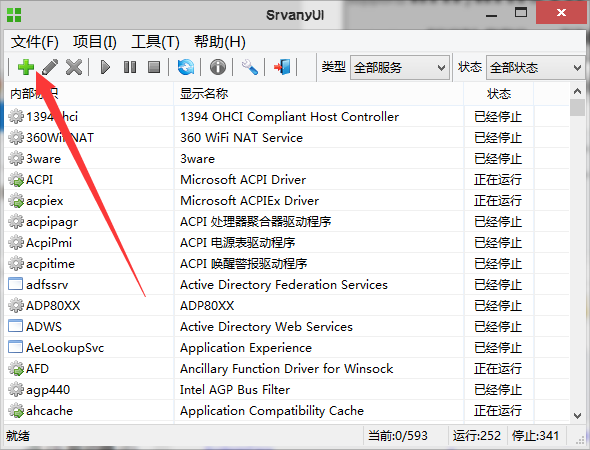 SrvanyUI
文件(F) 项目(I) 工具(T) 帮助(H)
类型 全部服务 状态 全部状态
显示名称 状态
1394 OHCI Compliant Host Controller 已经停止
360 WiFi NAT Service 已经停止
3ware 3ware 已经停止
ACPI Microsoft ACPI Driver 正在运行
acpiex Microsoft ACPIEx Driver 正在运行
acpipagr ACPI 处理器聚合器驱动程序 已经停止
AcpiPmi ACPI 电源表驱动程序 已经停止
acpitime ACPI 唤醒警报驱动程序 已经停止
adfssrv Active Directory Federation Services 已经停止
ADP80XX ADP80XX 已经停止
ADWS Active Directory Web Services 已经停止
AeLookupSvc Application Experience 已经停止
AFD Ancillary Function Driver for Winsock 正在运行
agp440 Intel AGP Bus Filter 已经停止
ahcache Application Compatibility Cache 正在运行
就绪 当前:0/593 运行:252 停止:341